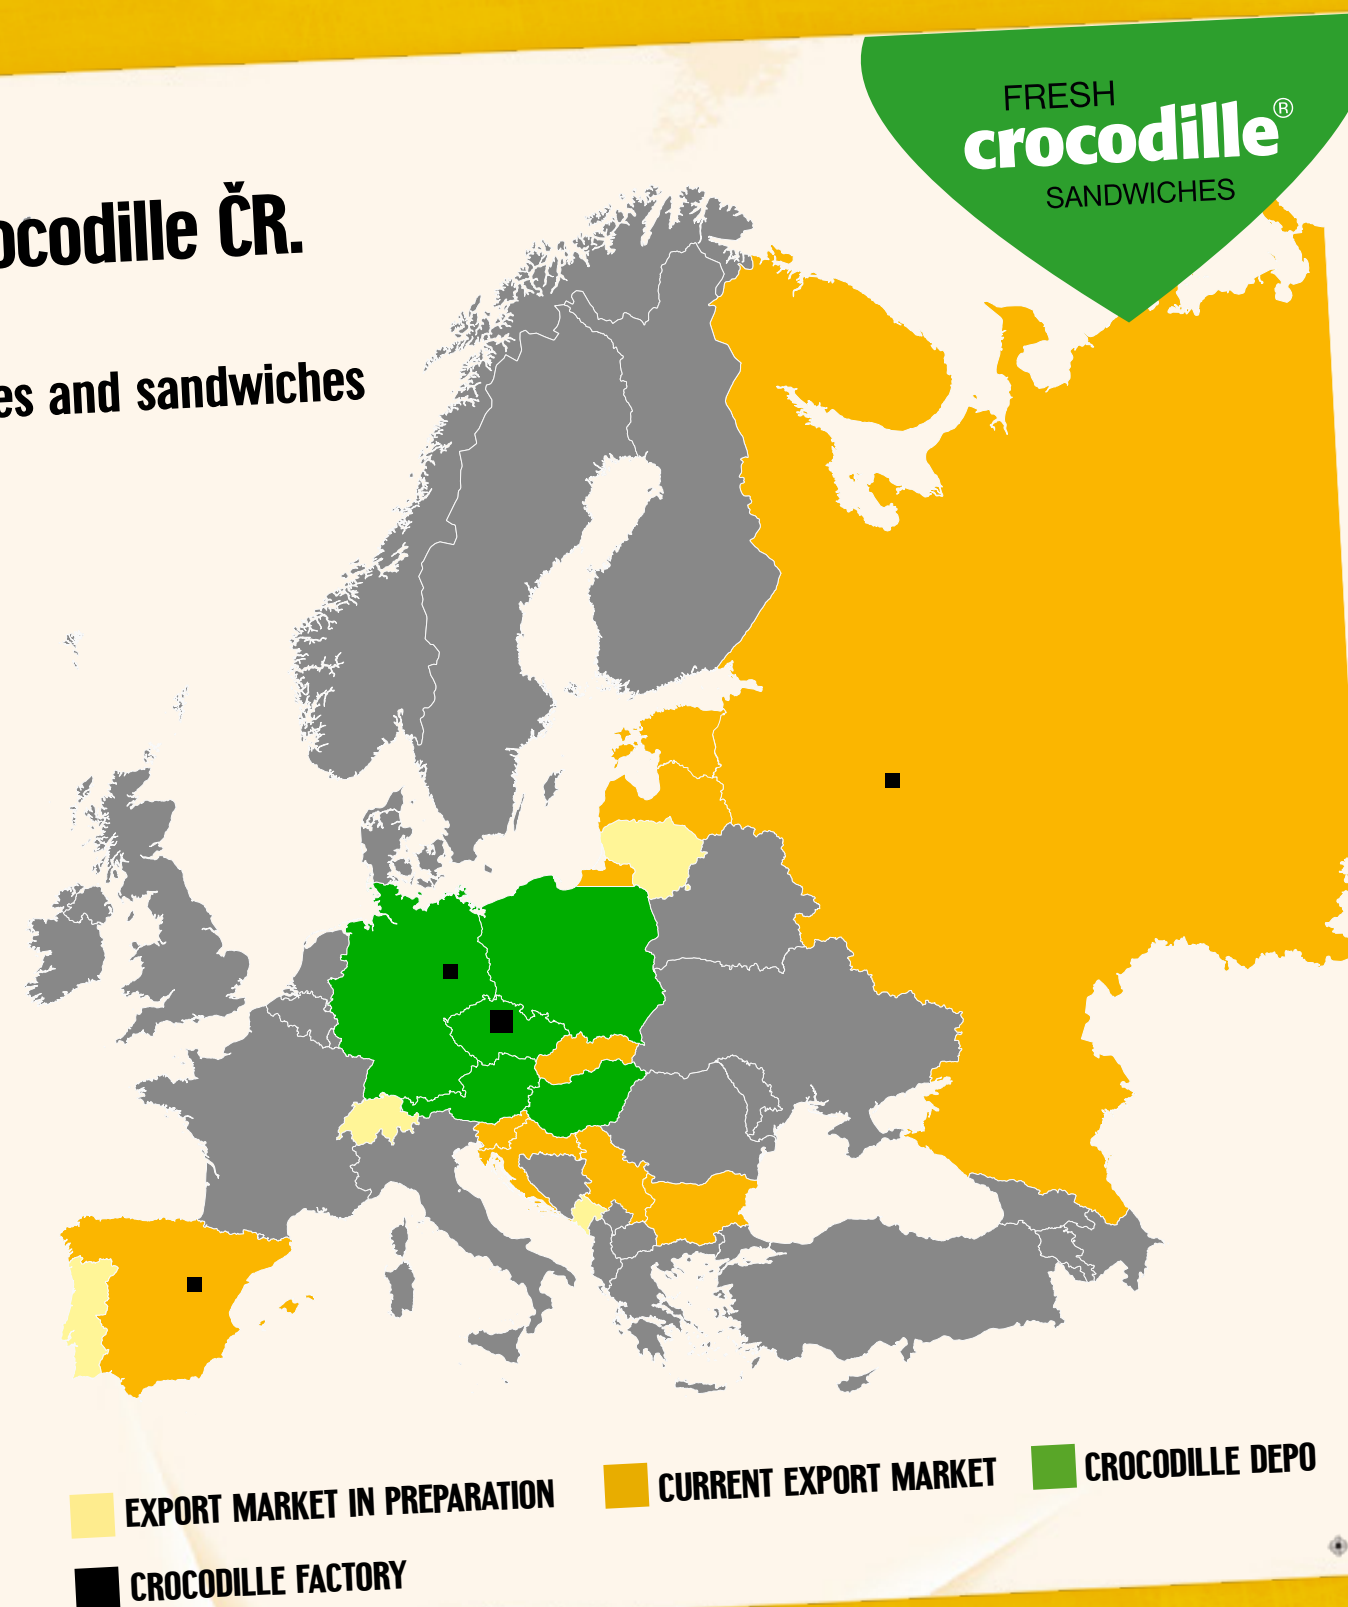 FRESH
crocodille®
SANDWICHES
ocodille ČR.
es and sandwiches
EXPORT MARKET IN PREPARATION
CURRENT EXPORT MARKET
CROCODILLE DEPO
CROCODILLE FACTORY